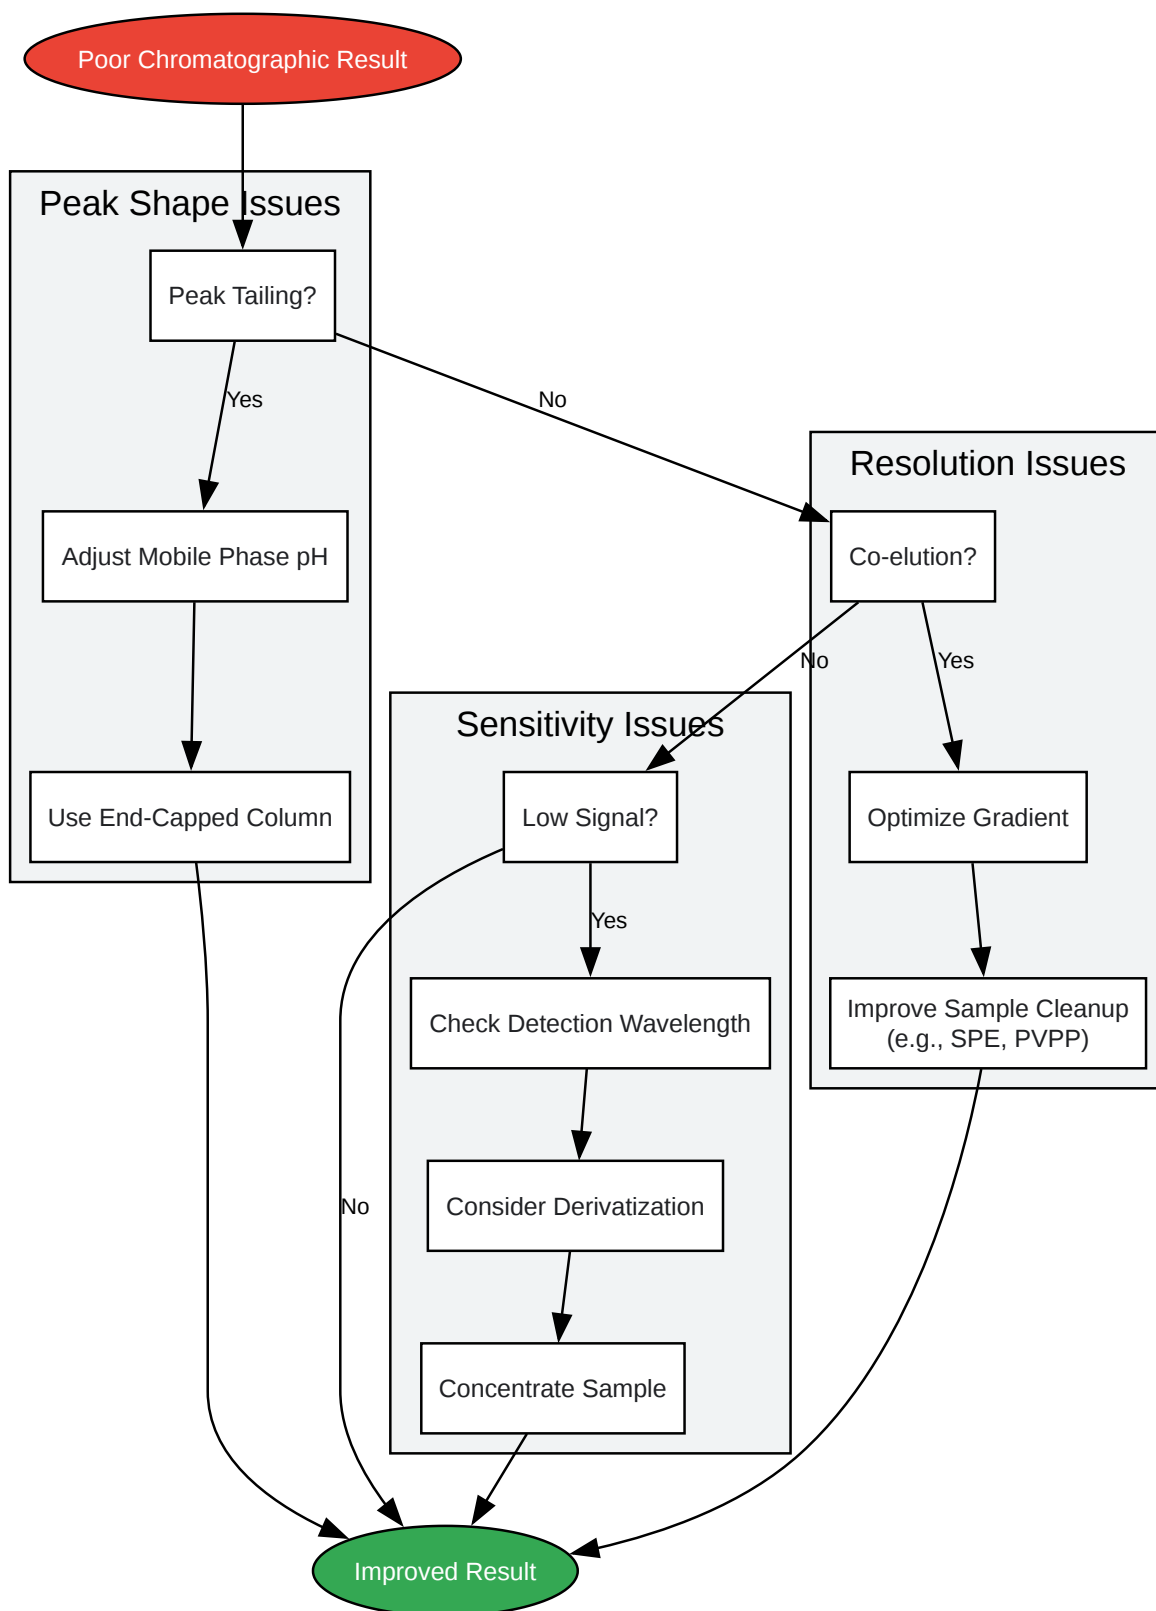 Poor Chromatographic Result
Peak Shape Issues
Peak Tailing?
Yes
No
Resolution Issues
Adjust Mobile Phase pH
Co-elution?
No
Yes
Sensitivity Issues
Use End-Capped Column
Low Signal?
Optimize Gradient
Yes
Check Detection Wavelength
Improve Sample Cleanup
(e.g., SPE, PVPP)
No
Consider Derivatization
Concentrate Sample
Improved Result